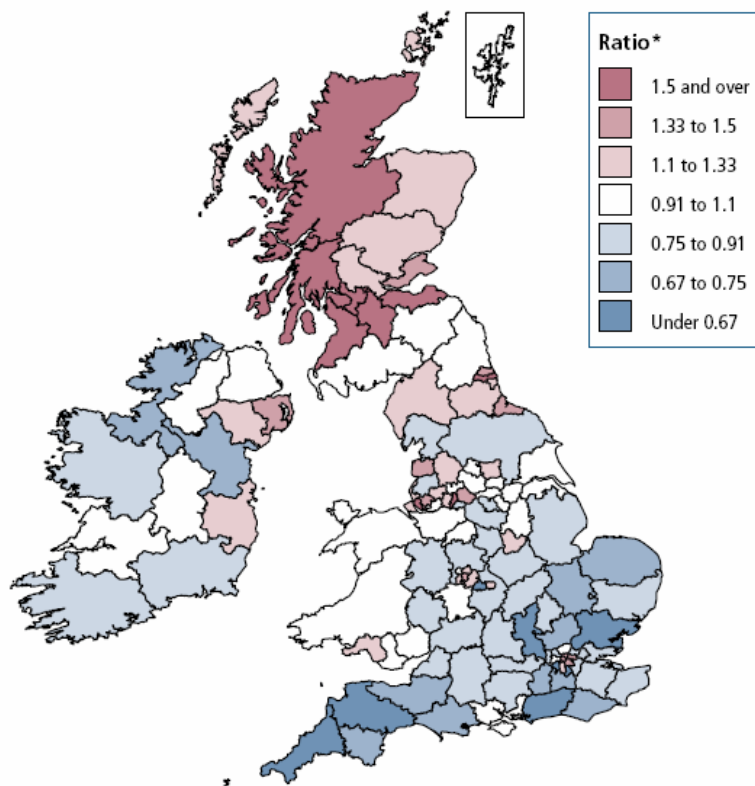 Ratio*
1.5 and over
1.33 to 1.5
1.1 to 1.33
0.91 to 1.1
0.75 to 0.91
0.67 to 0.75
Under 0.67